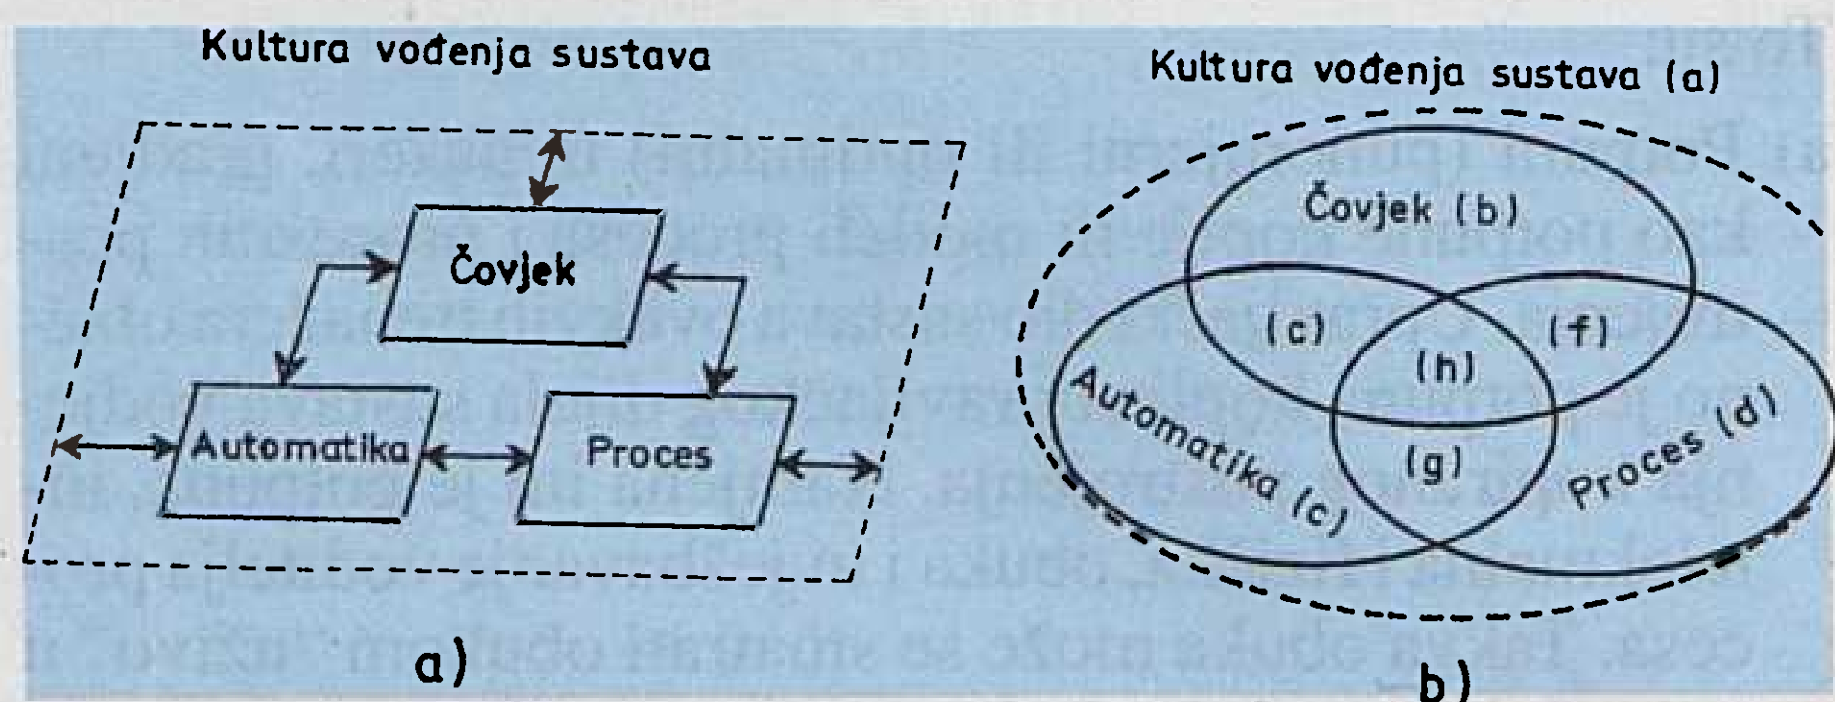 Kultura vođenja sustava
Čovjek
Automatika
Proces
a)
Kultura vođenja sustava (a)
Čovjek (b)
(c)
(f)
(h)
Automatika (c)
(g)
Proces (d)
b)